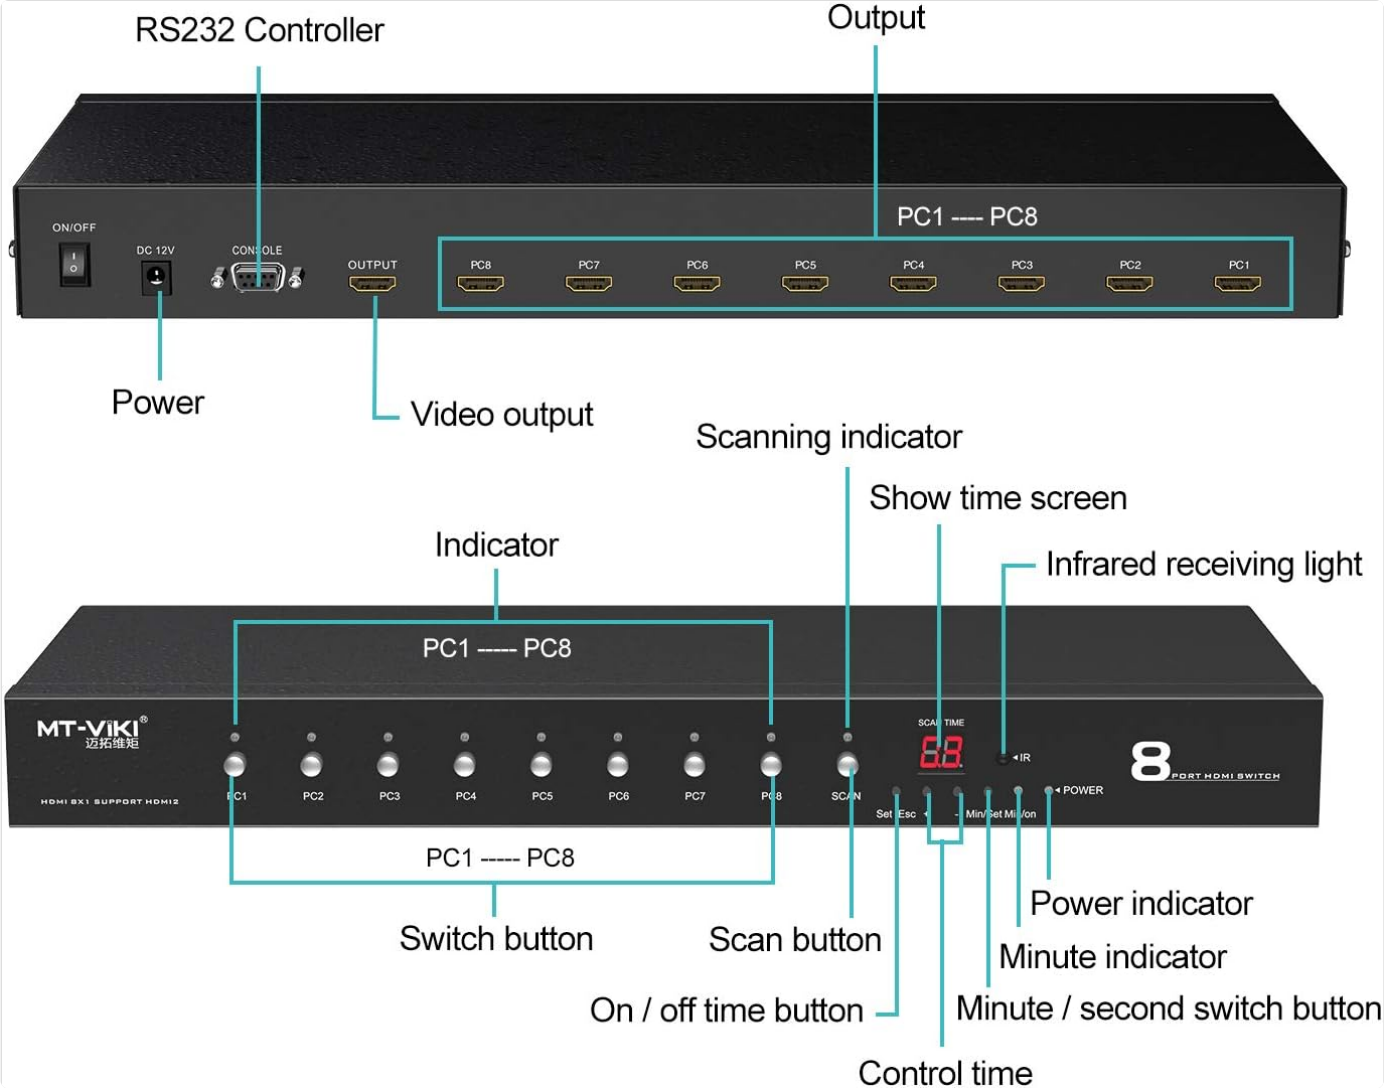 RS232 Controller
Output
PC1 ---- PC8
ON/OFF
DC 12V
CONSOLE
OUTPUT
PC8 PC7 PC6 PC5 PC4 PC3 PC2 PC1
Power
Video output
Scanning indicator
Show time screen
Indicator
Infrared receiving light
PC1 ----- PC8
MT-ViKI®
迈拓维矩
SCAN TIME
03.
IR
8 PORT HDMI SWITCH
HDMI 8X1 SUPPORT HDMI2
PC1 PC2 PC3 PC4 PC5 PC6 PC7 PC8 SCAN
POWER
Set/Esc + - Min/Set Min/on
PC1 ----- PC8
Switch button
Scan button
Power indicator
Minute indicator
On / off time button
Minute / second switch button
Control time